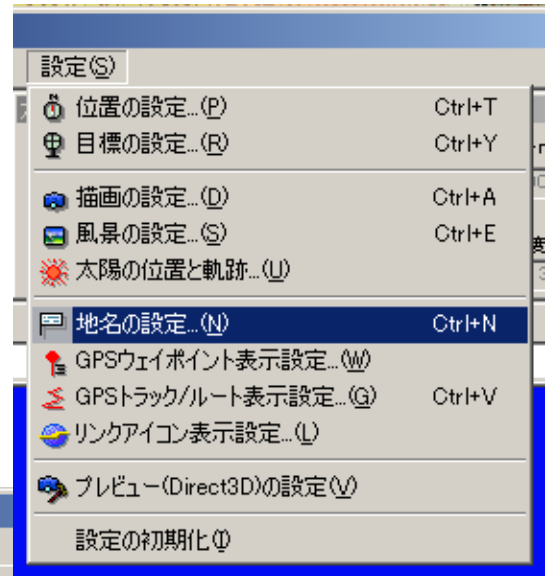 設定(S)
位置の設定...(P) Ctrl+T
目標の設定...(R) Ctrl+Y
描画の設定...(D) Ctrl+A
風景の設定...(S) Ctrl+E
太陽の位置と軌跡...(U)
地名の設定...(N) Ctrl+N
GPSウェイポイント表示設定...(W)
GPSトラック/ルート表示設定...(G) Ctrl+V
リンクアイコン表示設定...(L)
プレビュー(Direct3D)の設定(V)
設定の初期化(I)